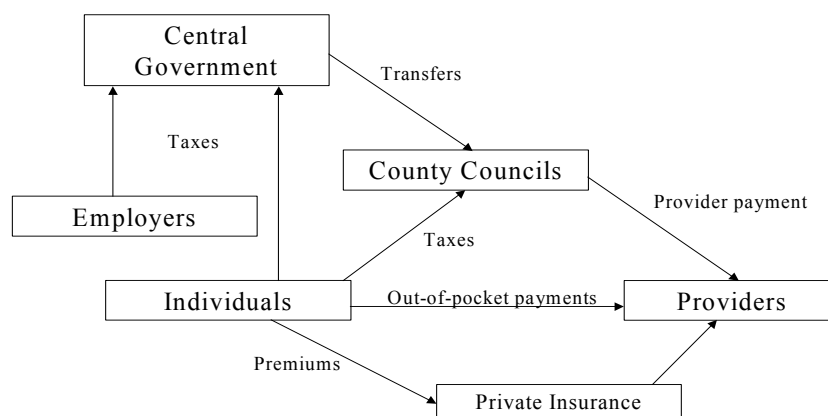 Central
Government
Transfers
Taxes
County Councils
Employers
Provider payment
Taxes
Individuals
Out-of-pocket payments
Providers
Premiums
Private Insurance